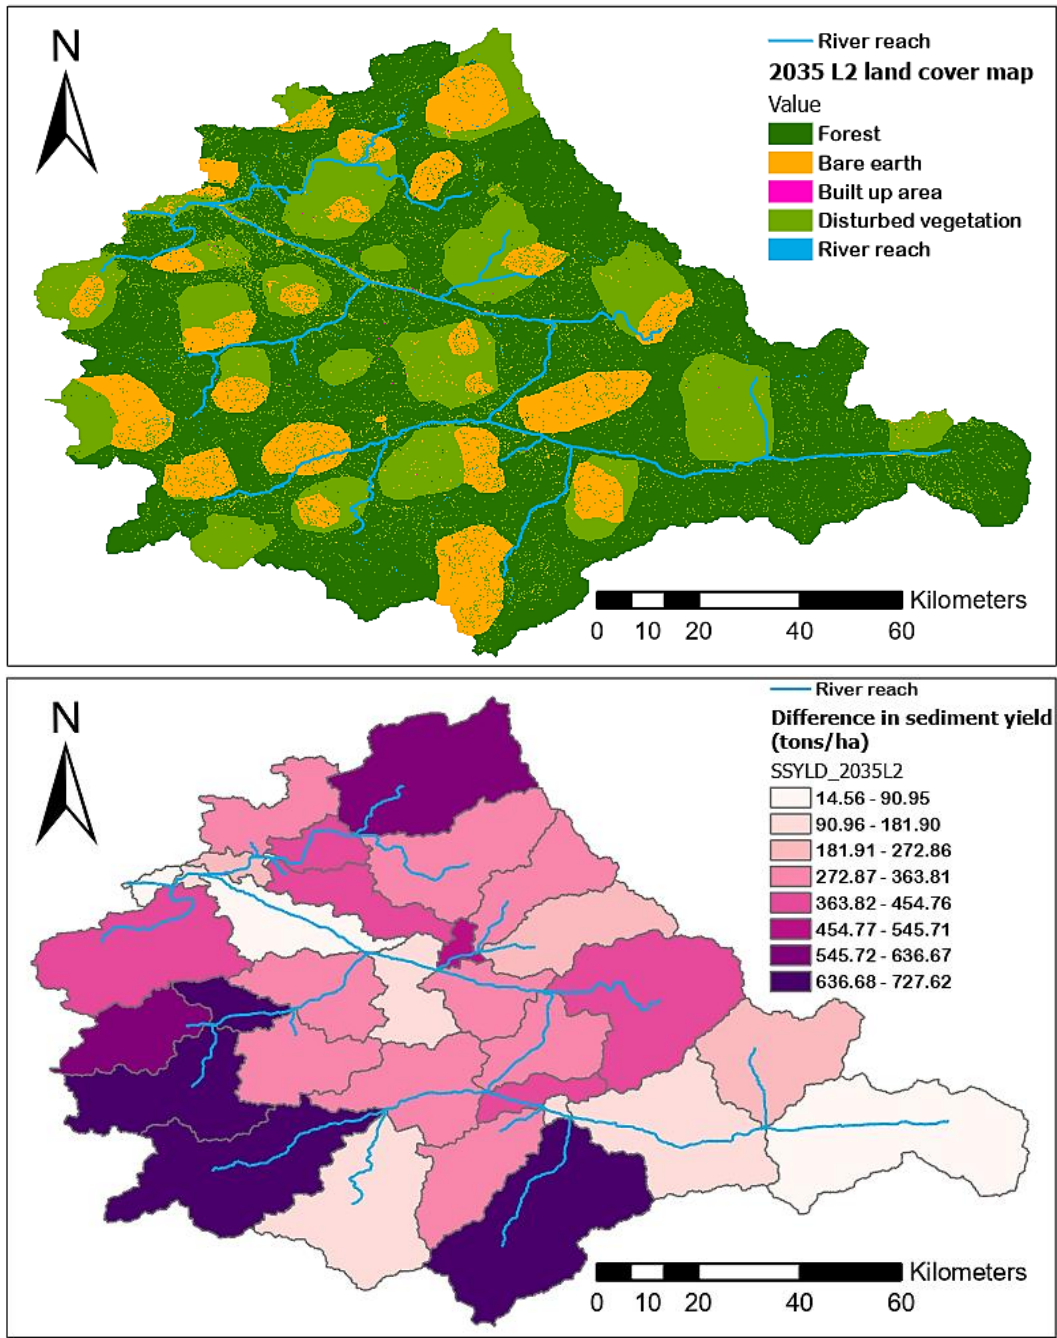 N
River reach
2035 L2 land cover map
Value
Forest
Bare earth
Built up area
Disturbed vegetation
River reach
Kilometers
0 10 20 40 60
N
River reach
Difference in sediment yield
(tons/ha)
SSYLD_2035L2
14.56 - 90.95
90.96 - 181.90
181.91 - 272.86
272.87 - 363.81
363.82 - 454.76
454.77 - 545.71
545.72 - 636.67
636.68 - 727.62
Kilometers
0 10 20 40 60